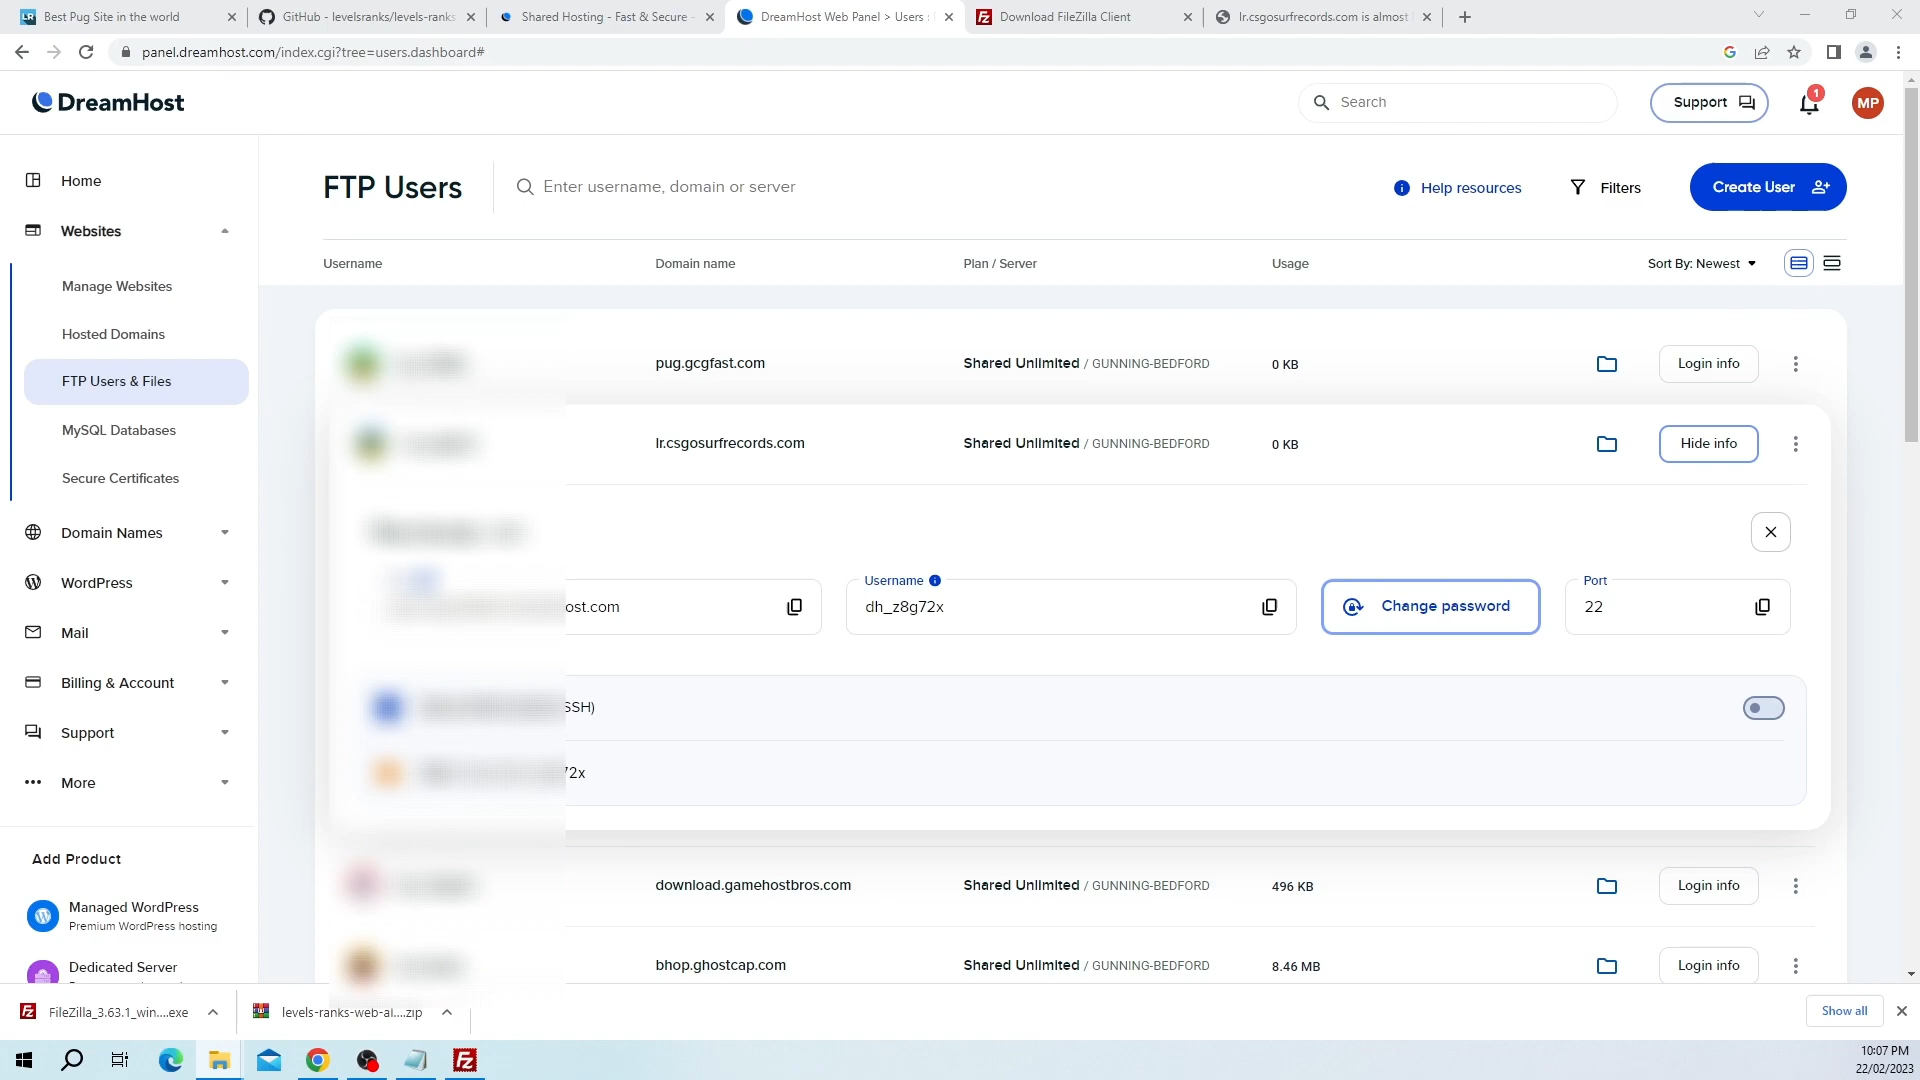 Best Pug Site in the world
GitHub - levelsranks/levels-ranks
Shared Hosting - Fast & Secure -
DreamHost Web Panel > Users :
Download FileZilla Client
lr.csgosurfrecords.com is almost
panel.dreamhost.com/index.cgi?tree=users.dashboard#
DreamHost
Search
Support
1
MP
Home
Websites
Manage Websites
Hosted Domains
FTP Users & Files
MySQL Databases
Secure Certificates
Domain Names
WordPress
Mail
Billing & Account
Support
More
Add Product
Managed WordPress
Premium WordPress hosting
Dedicated Server
FTP Users
Enter username, domain or server
Help resources
Filters
Create User
Username
Domain name
Plan / Server
Usage
Sort By: Newest
pug.gcgfast.com
Shared Unlimited / GUNNING-BEDFORD
0 KB
Login info
lr.csgosurfrecords.com
Shared Unlimited / GUNNING-BEDFORD
0 KB
Hide info
ost.com
Username
dh_z8g72x
Change password
Port
22
SSH)
72x
download.gamehostbros.com
Shared Unlimited / GUNNING-BEDFORD
496 KB
Login info
bhop.ghostcap.com
Shared Unlimited / GUNNING-BEDFORD
8.46 MB
Login info
FileZilla_3.63.1_win....exe
levels-ranks-web-al....zip
Show all
10:07 PM
22/02/2023